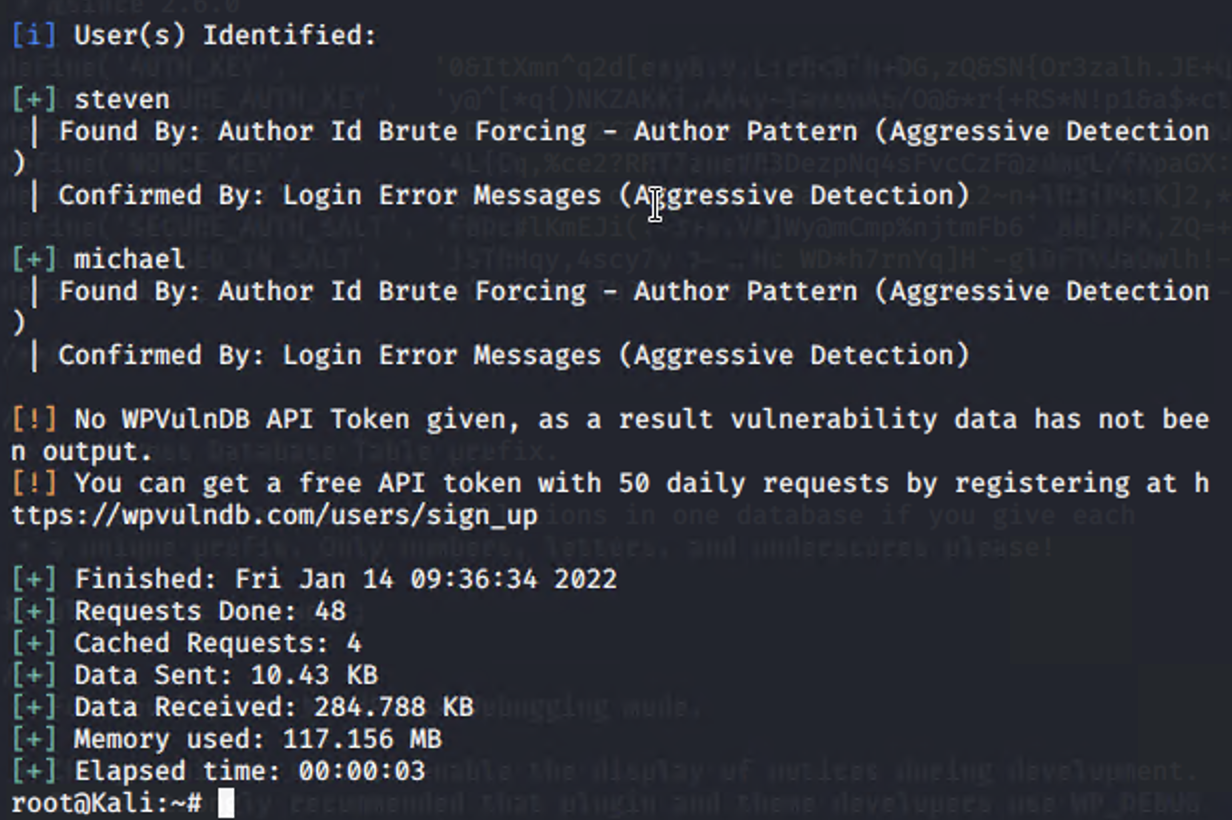 [i] User(s) Identified:
[+] steven
| Found By: Author Id Brute Forcing - Author Pattern (Aggressive Detection
)
| Confirmed By: Login Error Messages (Aggressive Detection)
[+] michael
| Found By: Author Id Brute Forcing - Author Pattern (Aggressive Detection
)
| Confirmed By: Login Error Messages (Aggressive Detection)
[!] No WPVulnDB API Token given, as a result vulnerability data has not bee
n output.
[!] You can get a free API token with 50 daily requests by registering at h
ttps://wpvulndb.com/users/sign_up
[+] Finished: Fri Jan 14 09:36:34 2022
[+] Requests Done: 48
[+] Cached Requests: 4
[+] Data Sent: 10.43 KB
[+] Data Received: 284.788 KB
[+] Memory used: 117.156 MB
[+] Elapsed time: 00:00:03
root@Kali:~#